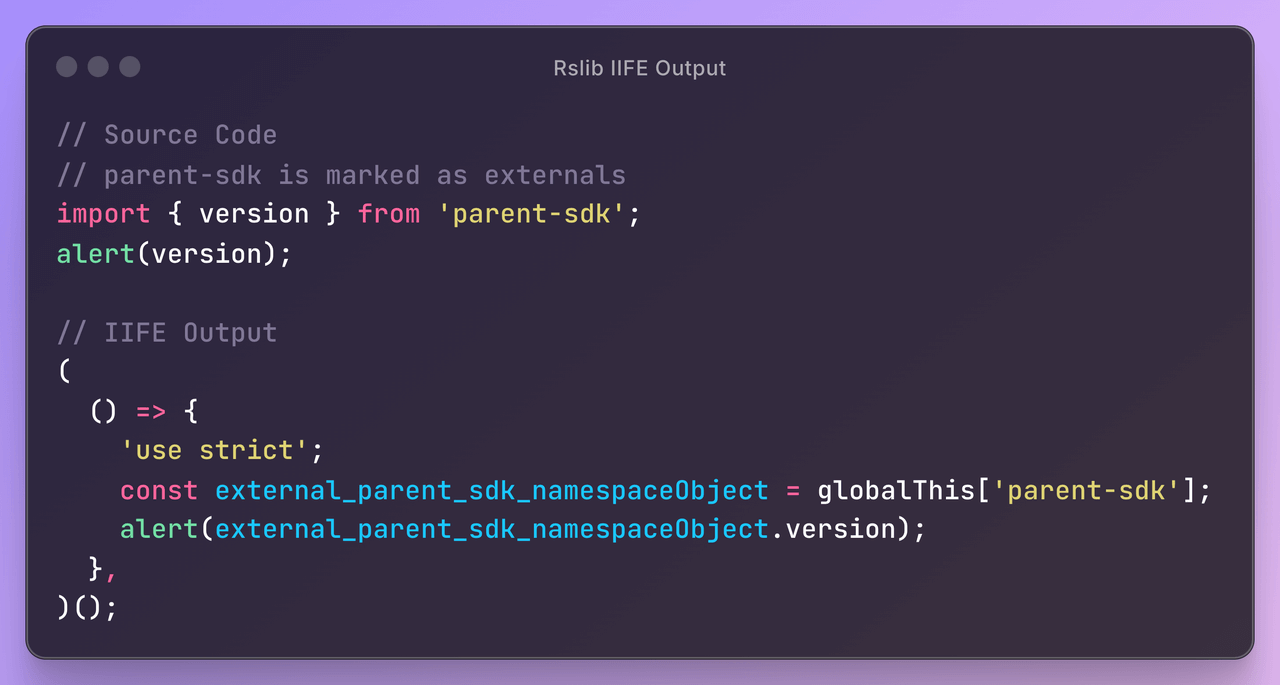 Rslib IIFE Output
// Source Code
// parent-sdk is marked as externals
import { version } from 'parent-sdk';
alert(version);
// IIFE Output
(
  () => {
    'use strict';
    const external_parent_sdk_namespaceObject = globalThis['parent-sdk'];
    alert(external_parent_sdk_namespaceObject.version);
  },
)();